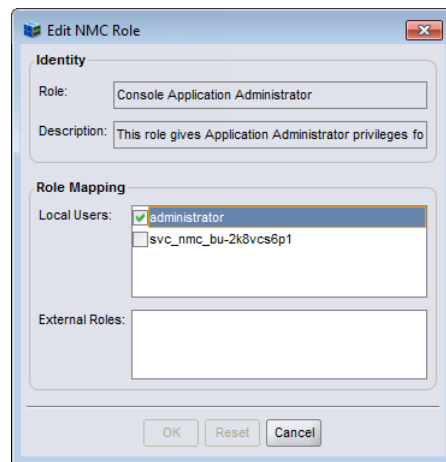 Edit NMC Role
Identity
Role: Console Application Administrator
Description: This role gives Application Administrator privileges fo
Role Mapping
Local Users: administrator
svc_nmc_bu-2k8vcs6p1
External Roles:
OK Reset Cancel